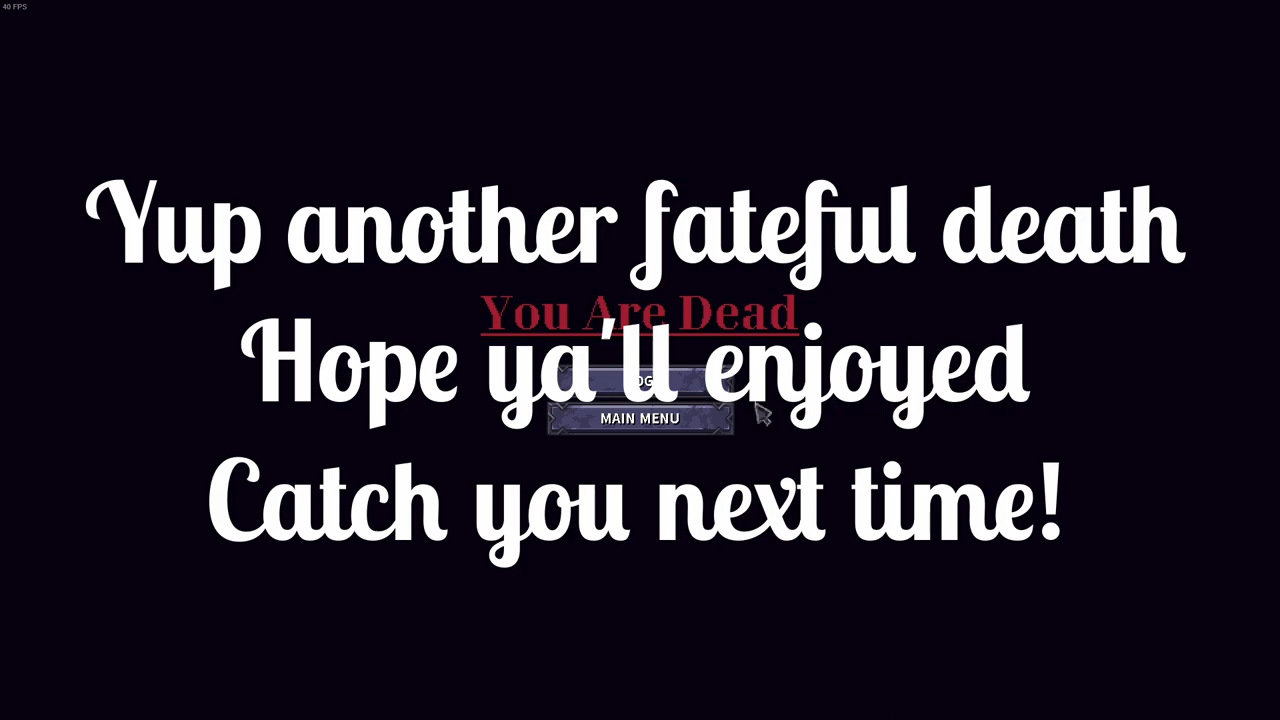 40 FPS
Yup another fateful death
You Are Dead
Hope ya'll enjoyed
MAIN MENU
Catch you next time!